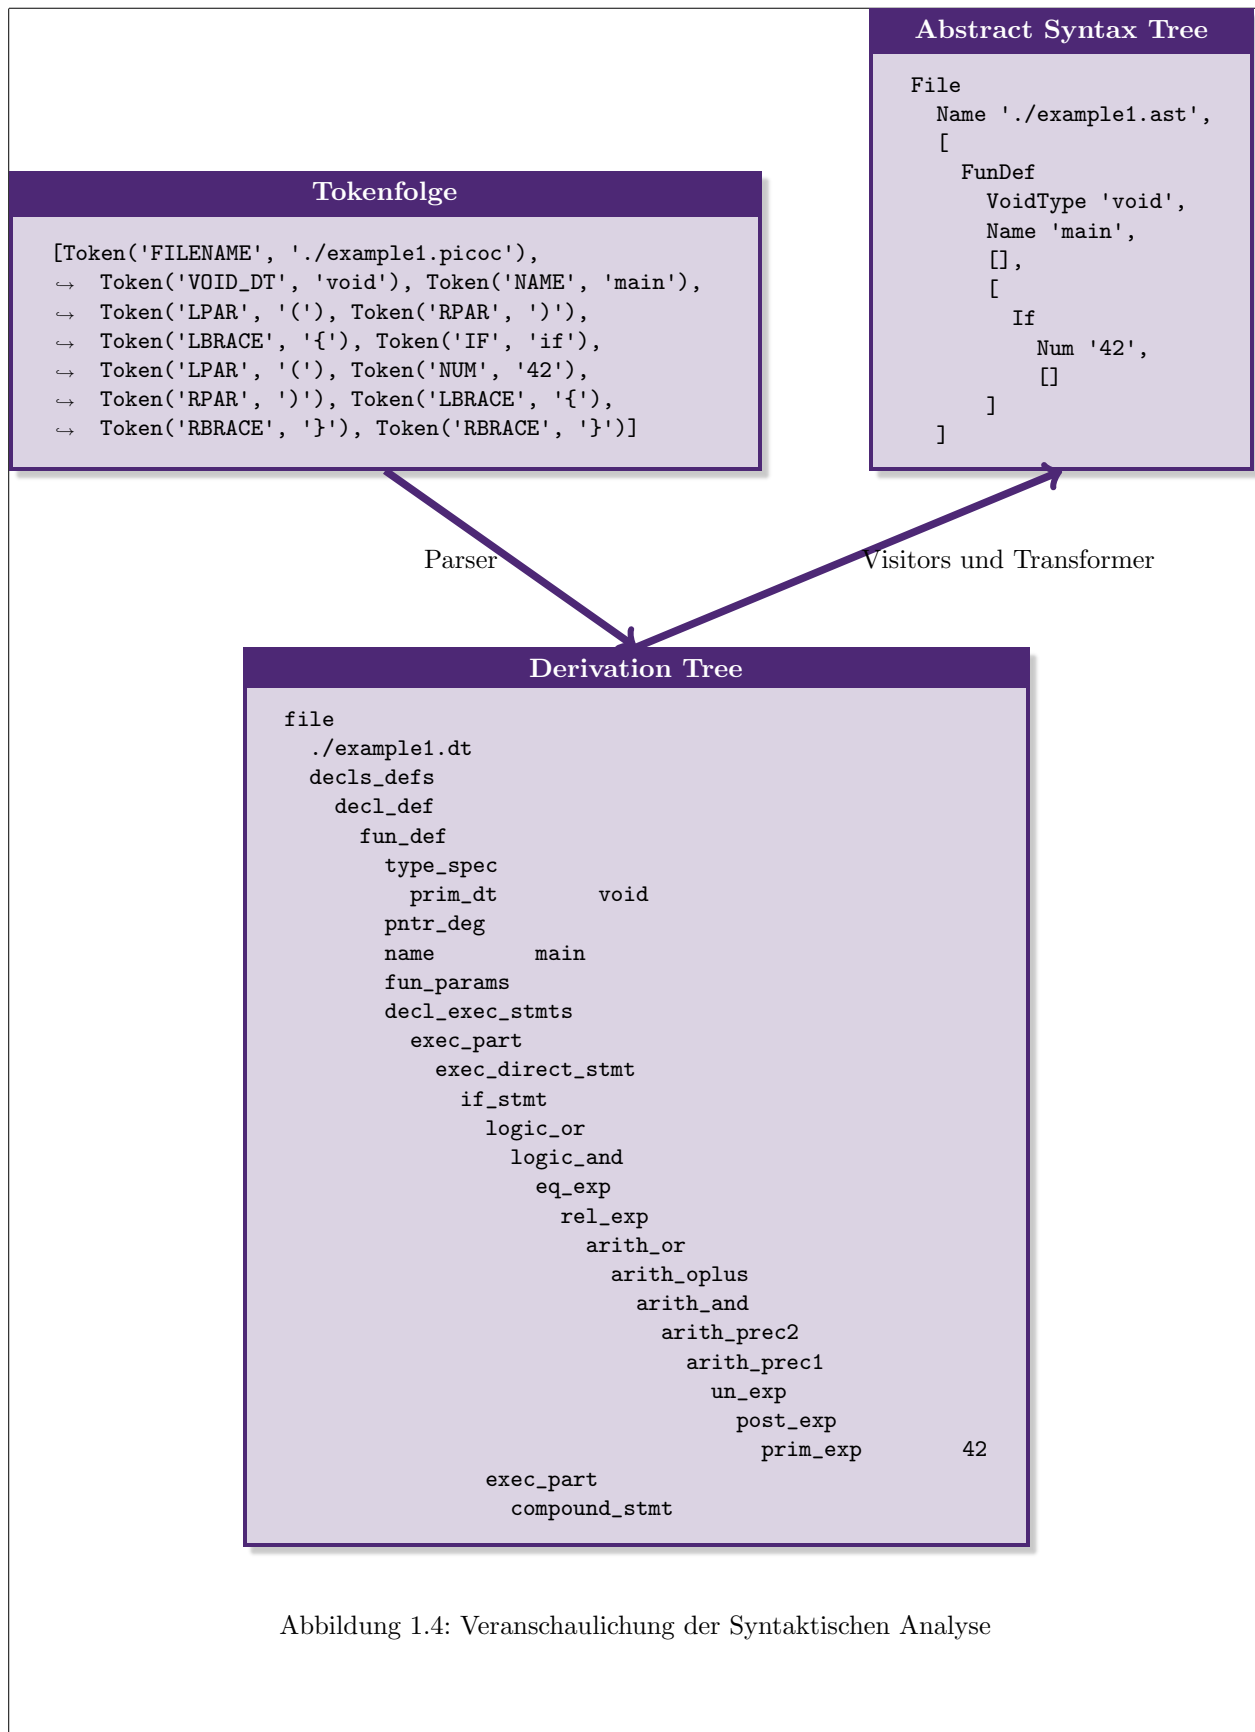 Abstract Syntax Tree
File
  Name './example1.ast',
  [
    FunDef
      VoidType 'void',
      Name 'main',
      [],
      [
        If
          Num '42',
          []
      ]
  ]
Tokenfolge
[Token('FILENAME', './example1.picoc'),
↪  Token('VOID_DT', 'void'), Token('NAME', 'main'),
↪  Token('LPAR', '('), Token('RPAR', ')'),
↪  Token('LBRACE', '{'), Token('IF', 'if'),
↪  Token('LPAR', '('), Token('NUM', '42'),
↪  Token('RPAR', ')'), Token('LBRACE', '{'),
↪  Token('RBRACE', '}'), Token('RBRACE', '}')]
Parser
Visitors und Transformer
Derivation Tree
file
  ./example1.dt
  decls_defs
    decl_def
      fun_def
        type_spec
          prim_dt        void
        pntr_deg
        name        main
        fun_params
        decl_exec_stmts
          exec_part
            exec_direct_stmt
              if_stmt
                logic_or
                  logic_and
                    eq_exp
                      rel_exp
                        arith_or
                          arith_oplus
                            arith_and
                              arith_prec2
                                arith_prec1
                                  un_exp
                                    post_exp
                                      prim_exp        42
                exec_part
                  compound_stmt
Abbildung 1.4: Veranschaulichung der Syntaktischen Analyse